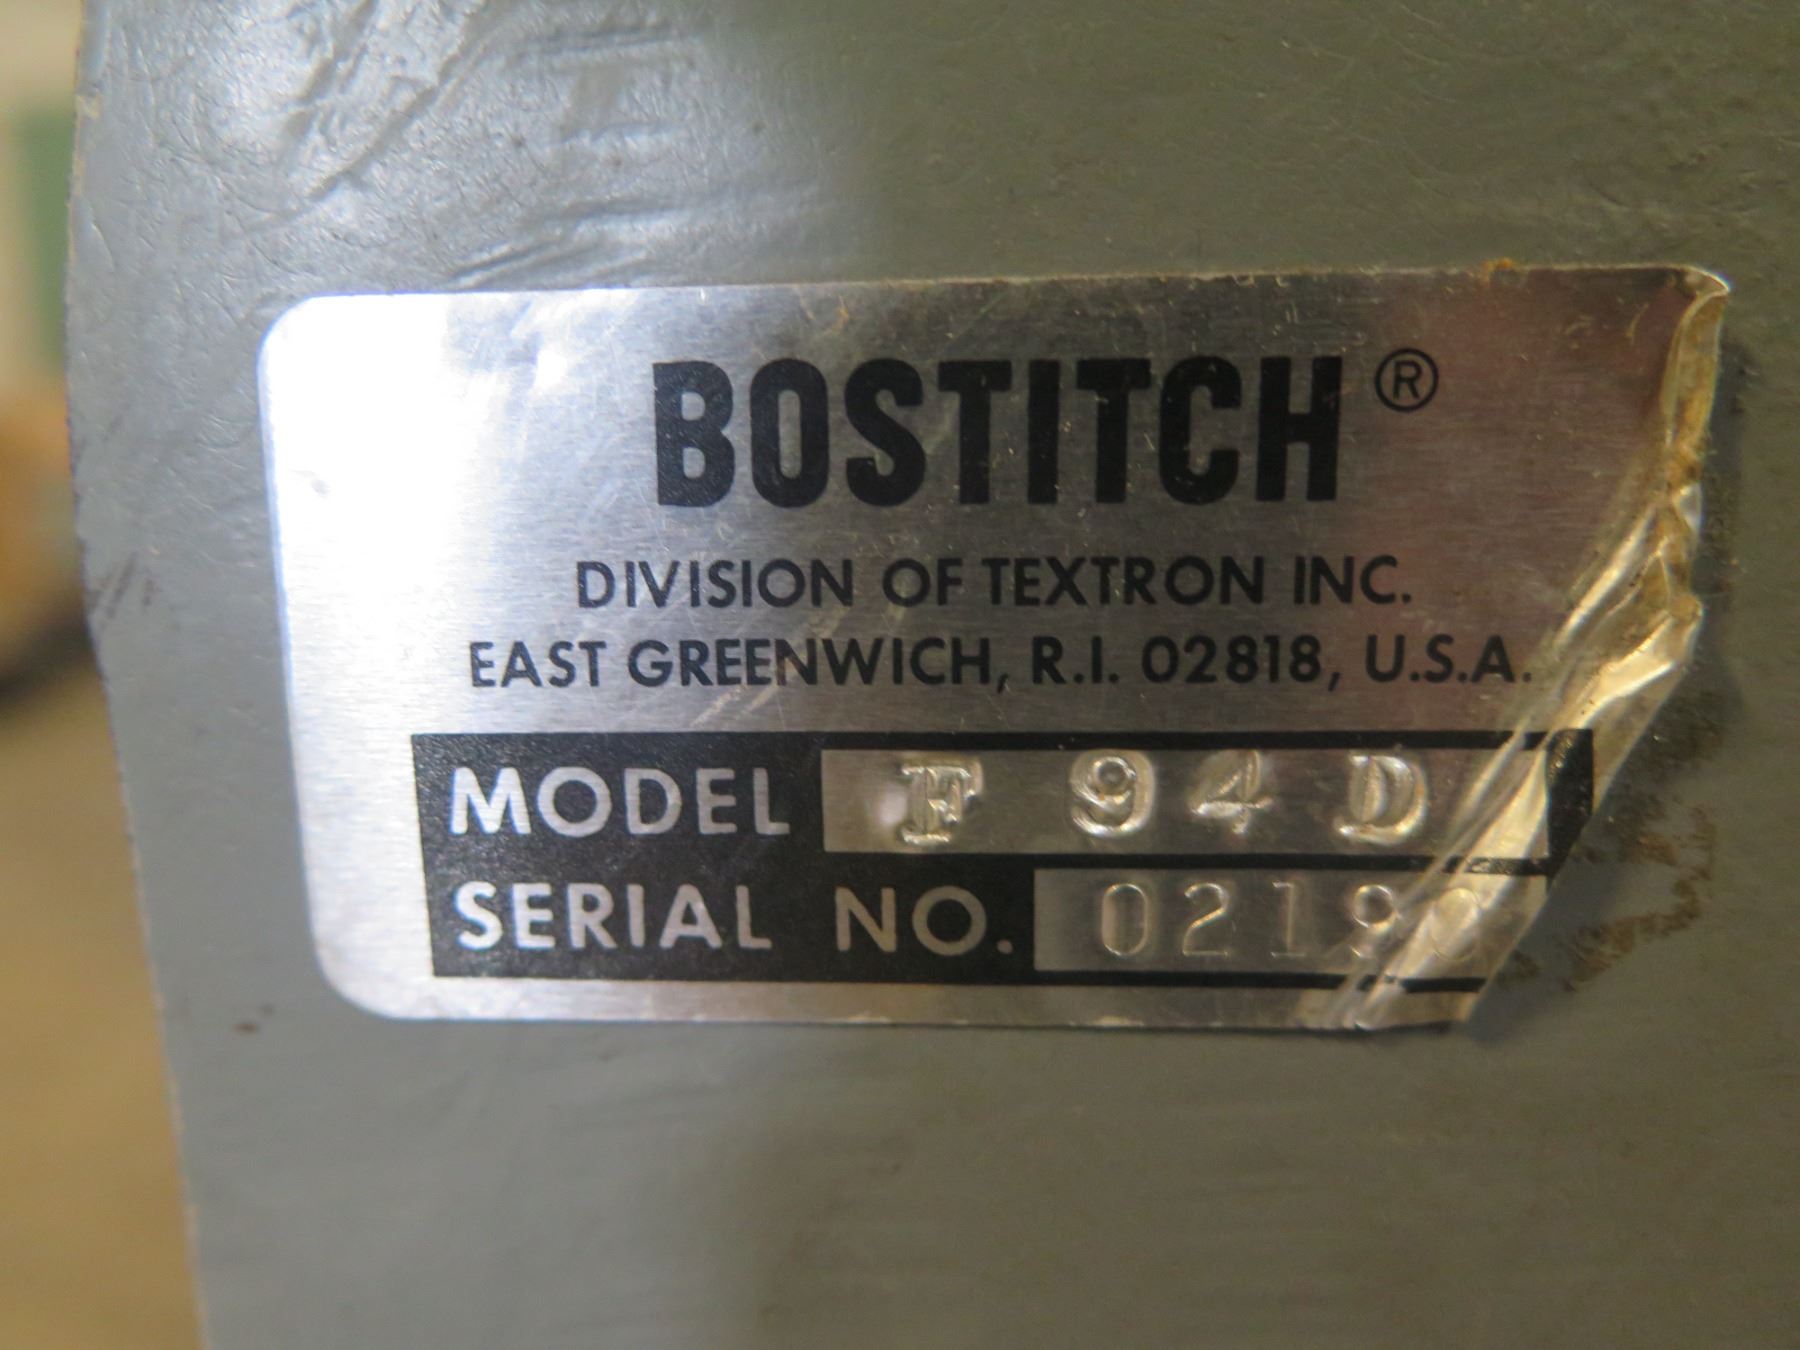 BOSTITCH®
DIVISION OF TEXTRON INC.
EAST GREENWICH, R.I. 02818, U.S.A.
MODEL F 94 D
SERIAL NO.